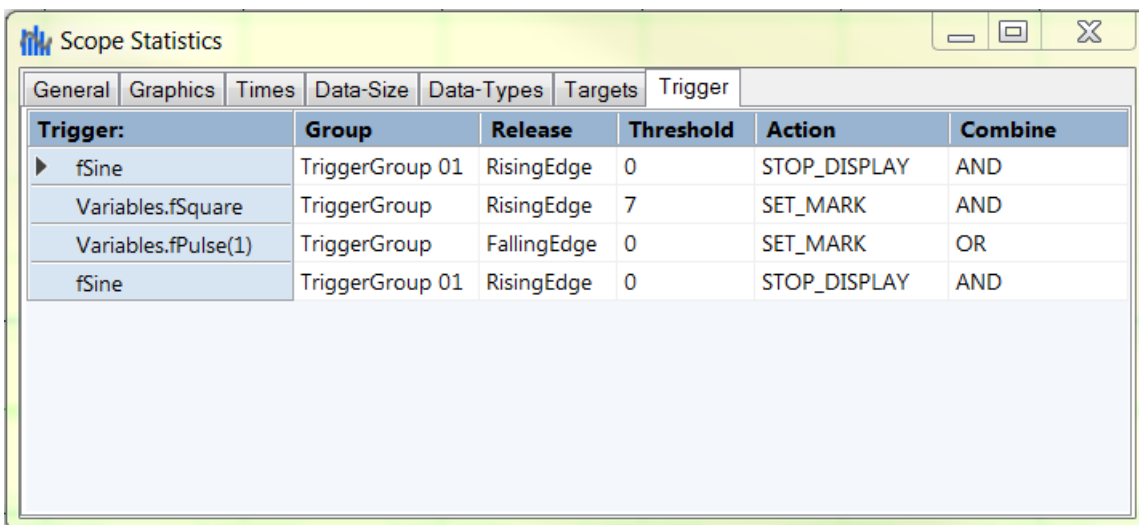 Scope Statistics
General Graphics Times Data-Size Data-Types Targets Trigger
Trigger: Group Release Threshold Action Combine
fSine TriggerGroup 01 RisingEdge 0 STOP_DISPLAY AND
Variables.fSquare TriggerGroup RisingEdge 7 SET_MARK AND
Variables.fPulse(1) TriggerGroup FallingEdge 0 SET_MARK OR
fSine TriggerGroup 01 RisingEdge 0 STOP_DISPLAY AND